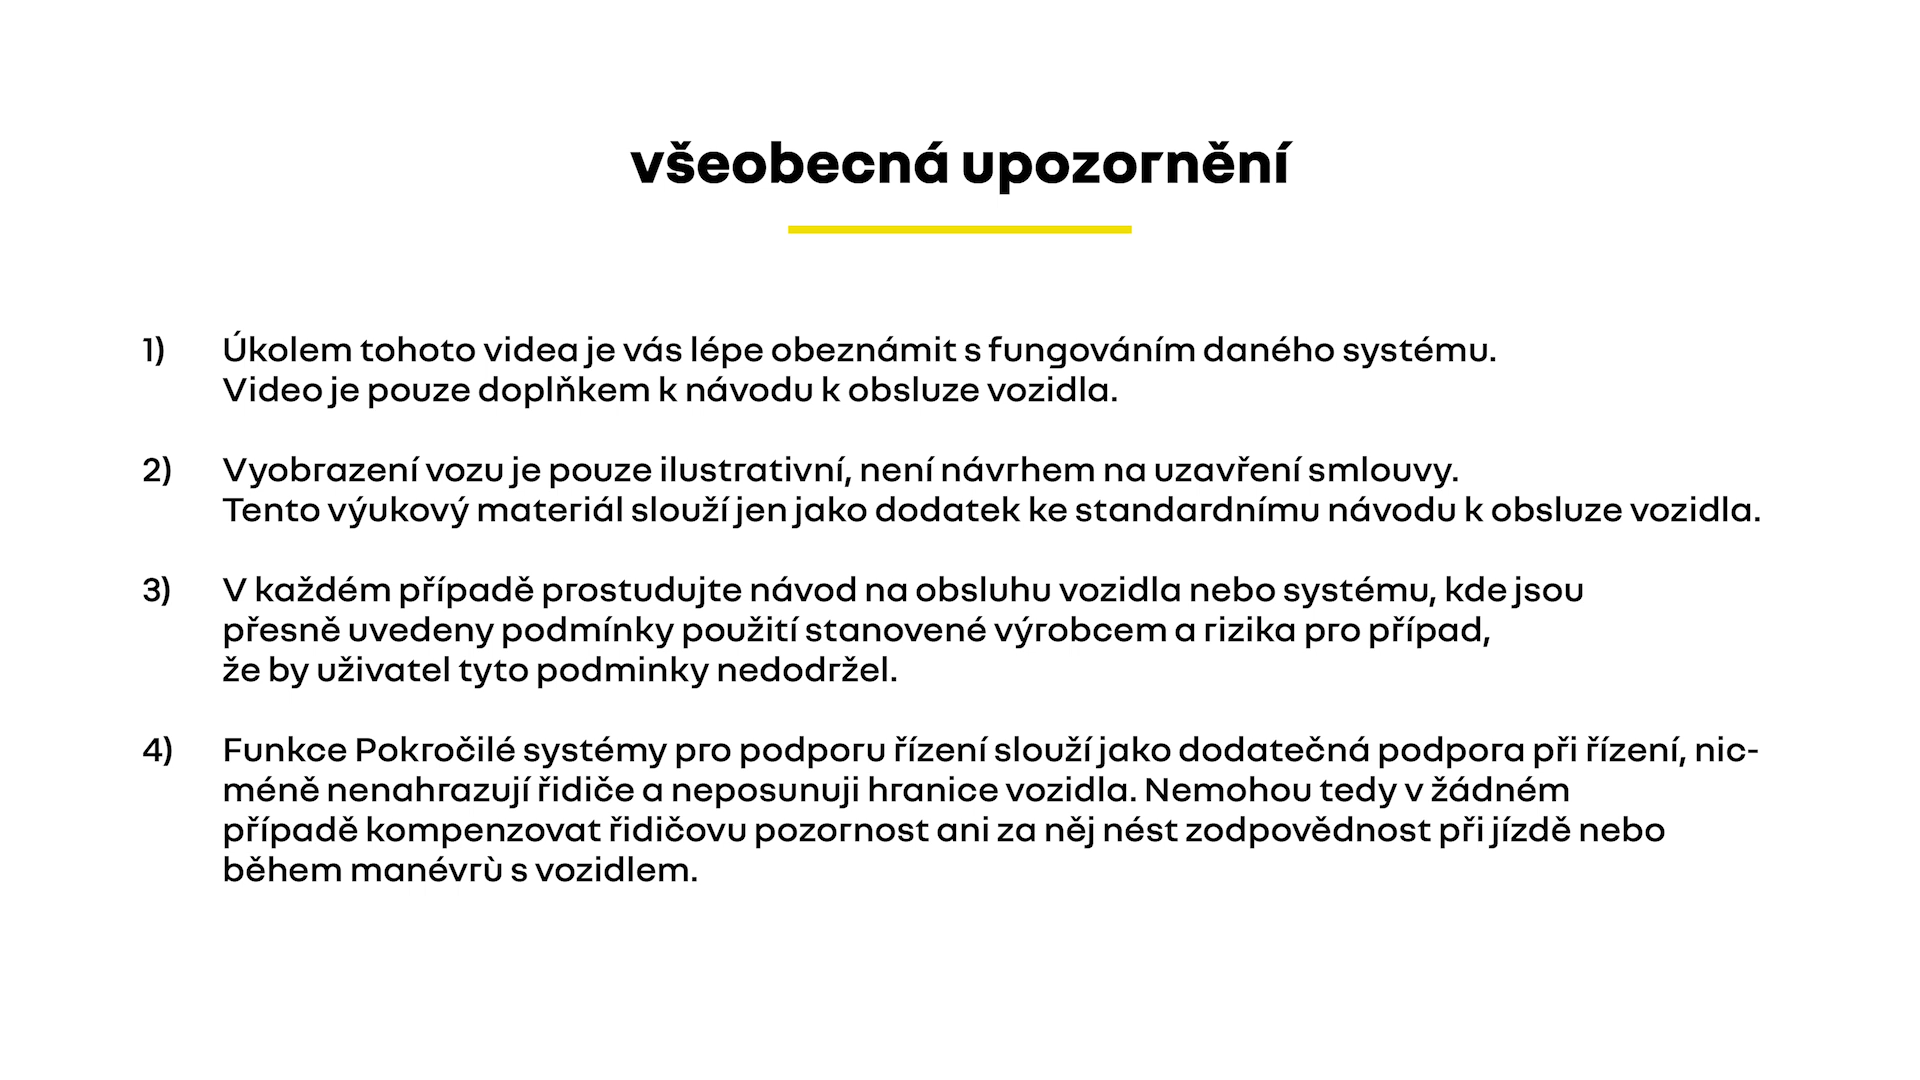 všeobecná upozornění
1) Úkolem tohoto videa je vás lépe obeznámit s fungováním daného systému.
Video je pouze doplňkem k návodu k obsluze vozidla.
2) Vyobrazení vozu je pouze ilustrativní, není návrhem na uzavření smlouvy.
Tento výukový materiál slouží jen jako dodatek ke standardnímu návodu k obsluze vozidla.
3) V každém případě prostudujte návod na obsluhu vozidla nebo systému, kde jsou
přesně uvedeny podmínky použití stanovené výrobcem a rizika pro případ,
že by uživatel tyto podminky nedodržel.
4) Funkce Pokročilé systémy pro podporu řízení slouží jako dodatečná podpora při řízení, nic-
méně nenahrazují řidiče a neposunuji hranice vozidla. Nemohou tedy v žádném
případě kompenzovat řidičovu pozornost ani za něj nést zodpovědnost při jízdě nebo
během manévrù s vozidlem.